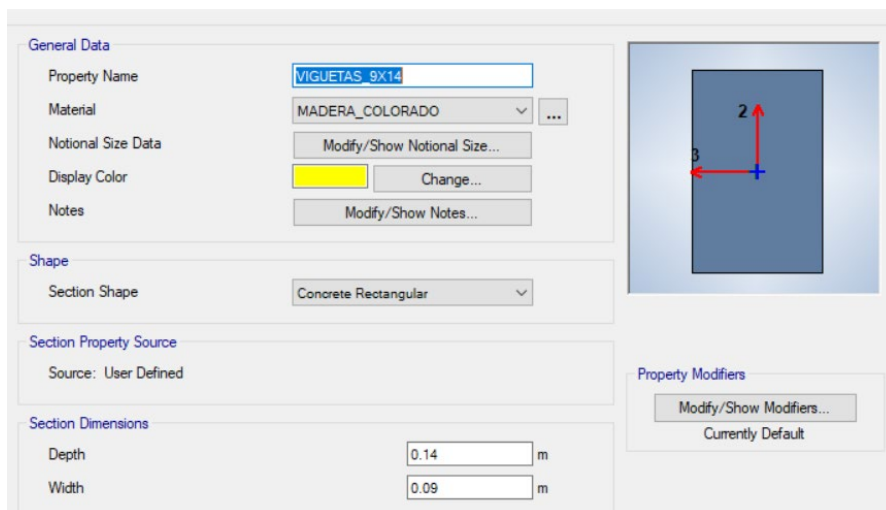 General Data
Property Name VIGUETAS_9X14
Material MADERA_COLORADO ...
Notional Size Data Modify/Show Notional Size...
Display Color Change...
Notes Modify/Show Notes...
2
3
Shape
Section Shape Concrete Rectangular
Section Property Source
Source: User Defined
Property Modifiers
Modify/Show Modifiers...
Currently Default
Section Dimensions
Depth 0.14 m
Width 0.09 m